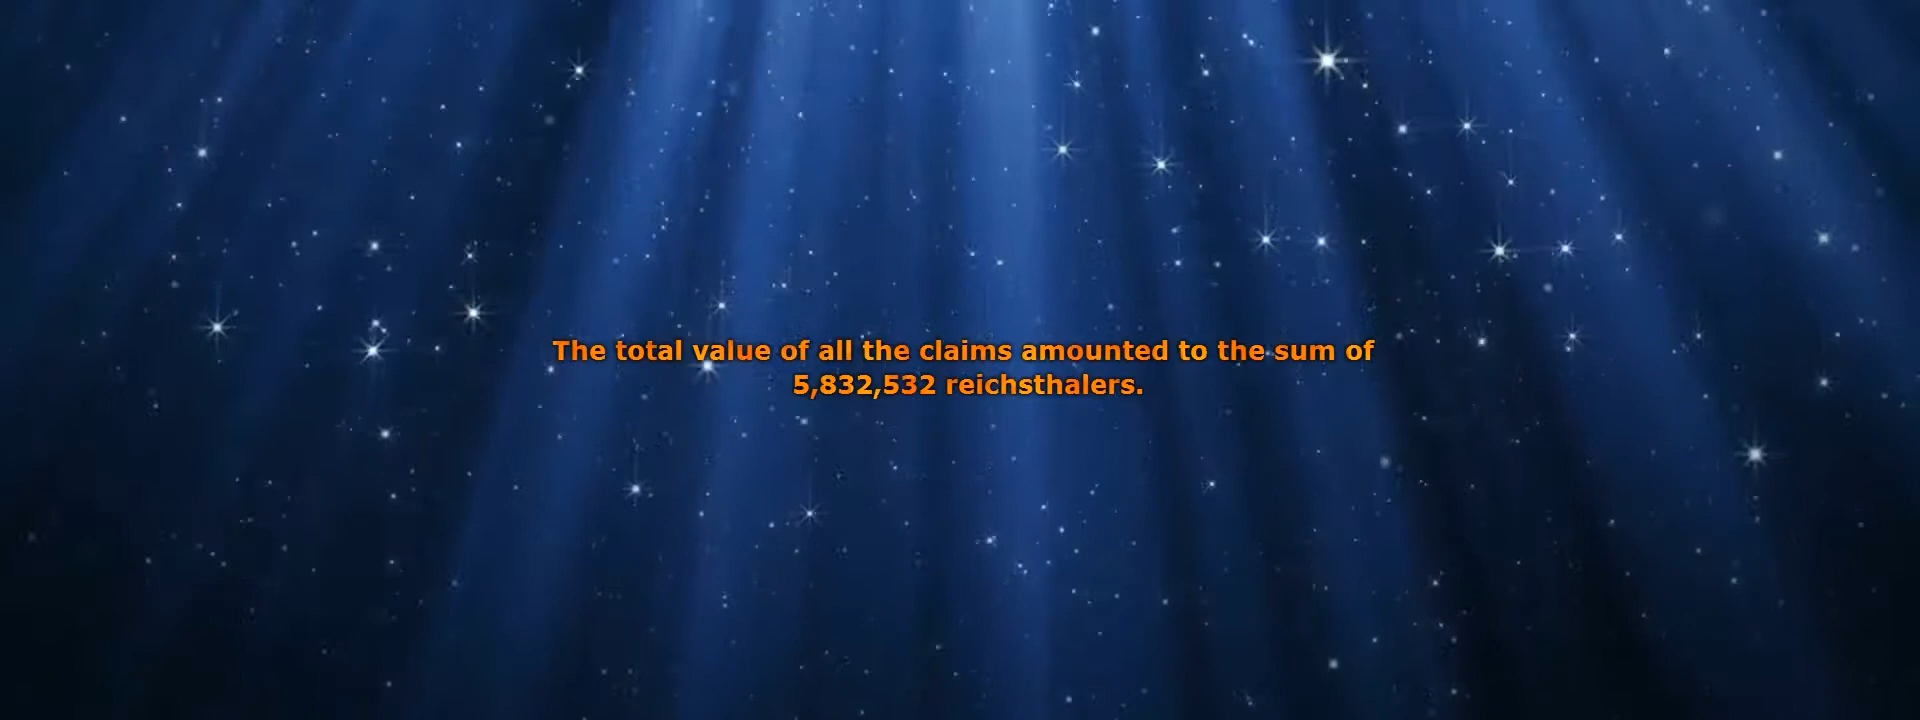 The total value of all the claims amounted to the sum of
5,832,532 reichsthalers.